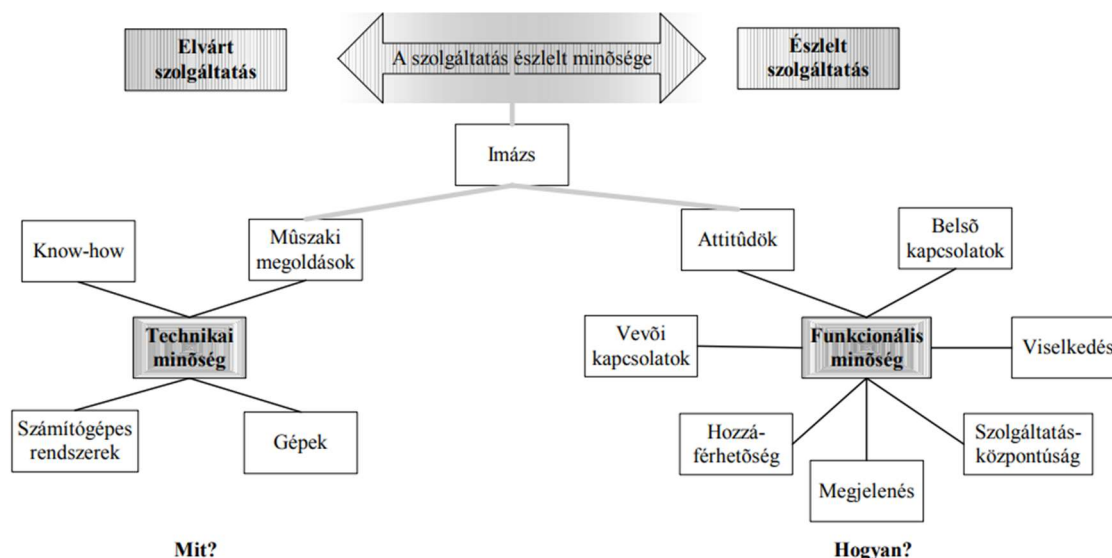 Elvárt
szolgáltatás
A szolgáltatás észlelt minõsége
Észlelt
szolgáltatás
Imázs
Know-how
Mûszaki
megoldások
Attitûdök
Belsõ
kapcsolatok
Technikai
minõség
Vevõi
kapcsolatok
Funkcionális
minõség
Viselkedés
Számítógépes
rendszerek
Gépek
Hozzá-
férhetõség
Megjelenés
Szolgáltatás-
központúság
Mit?
Hogyan?